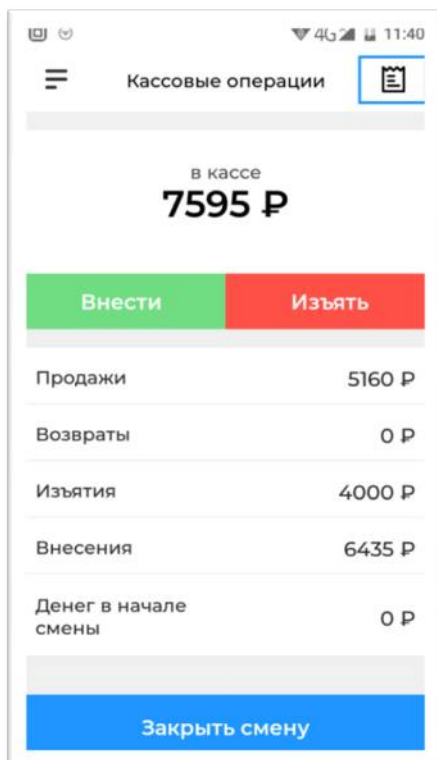 4G 11:40
Кассовые операции
в кассе
7595 ₽
Внести Изъять
Продажи 5160 ₽
Возвраты 0 ₽
Изъятия 4000 ₽
Внесения 6435 ₽
Денег в начале
смены 0 ₽
Закрыть смену